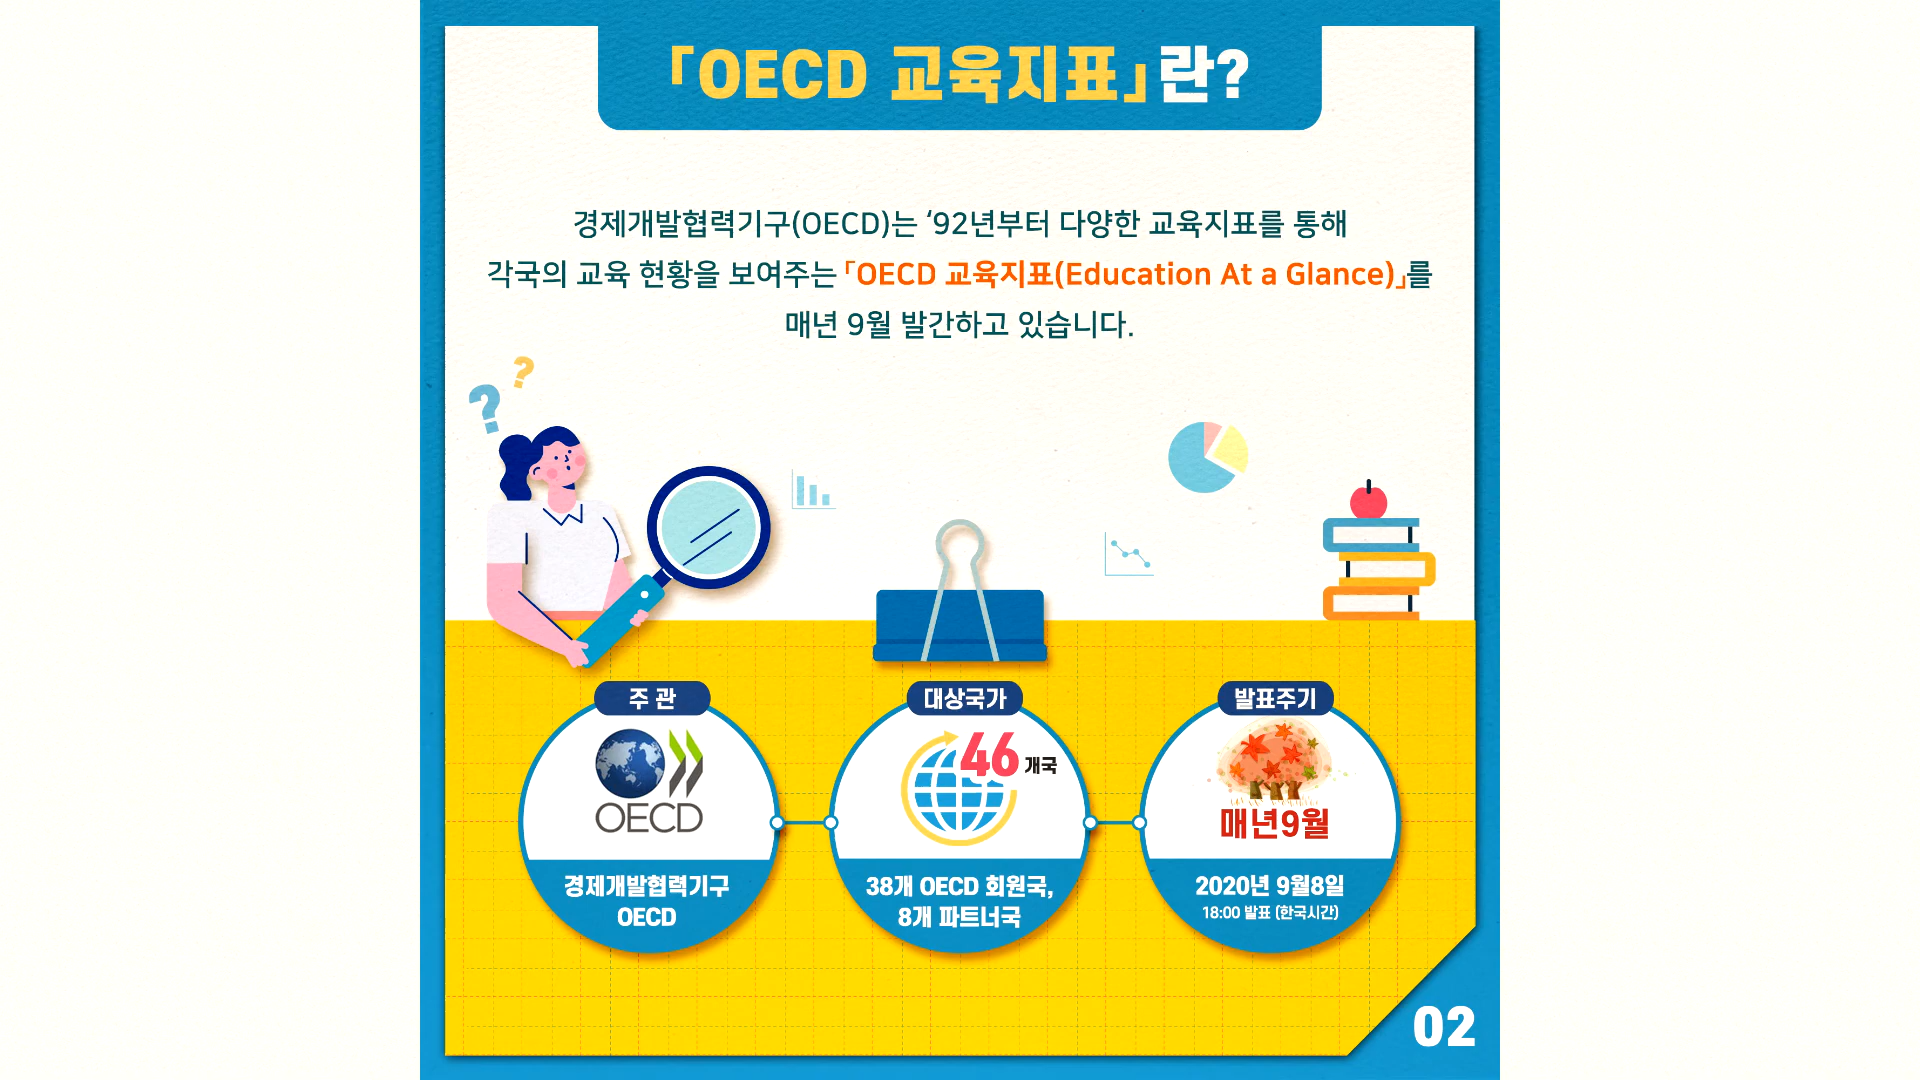 「OECD 교육지표」란?
경제개발협력기구(OECD)는 ‘92년부터 다양한 교육지표를 통해
각국의 교육 현황을 보여주는 「OECD 교육지표(Education At a Glance)」를
매년 9월 발간하고 있습니다.
? ?
주 관
OECD
경제개발협력기구
OECD
대상국가
46 개국
38개 OECD 회원국,
8개 파트너국
발표주기
매년9월
2020년 9월8일
18:00 발표 (한국시간)
02